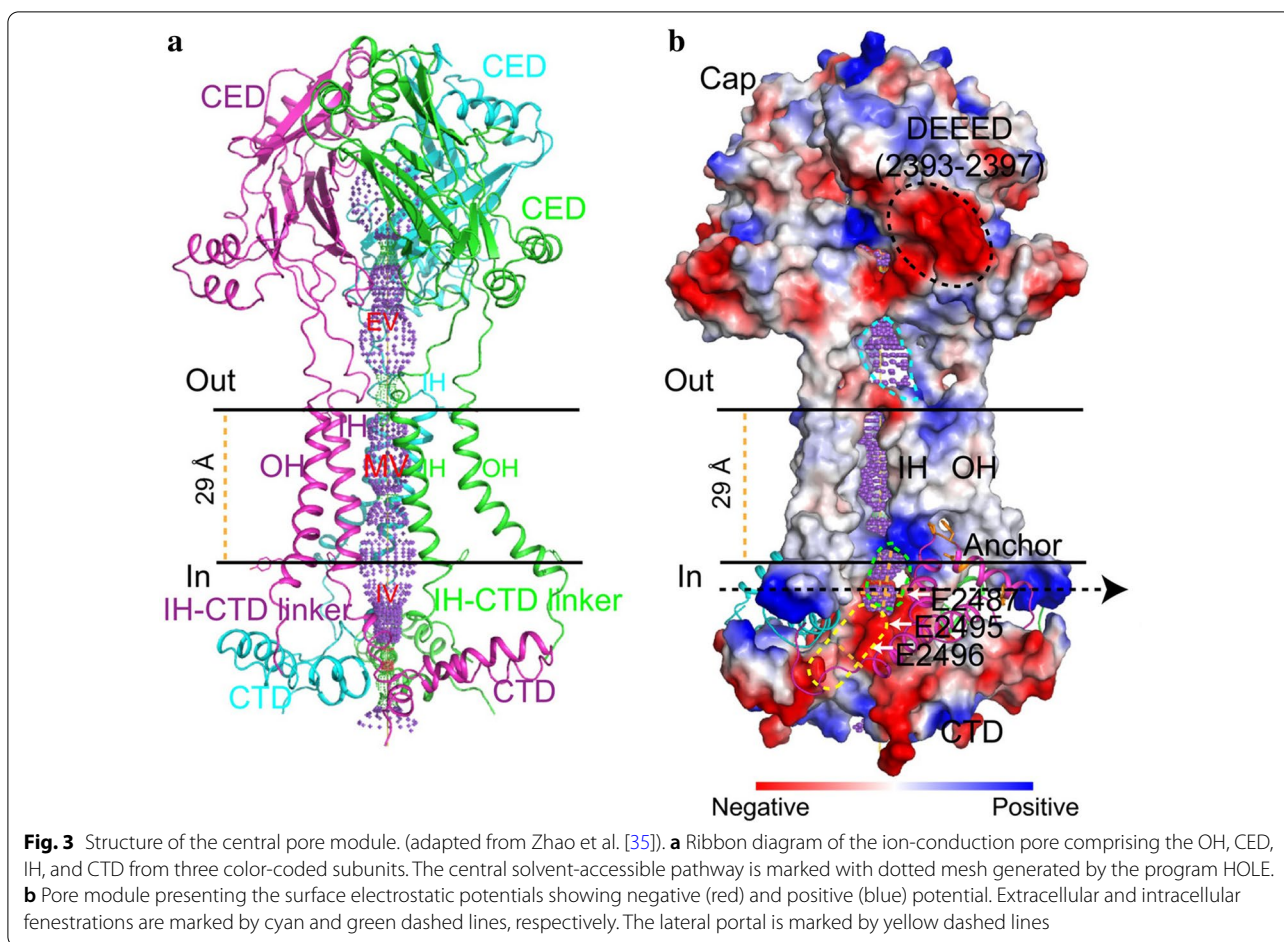 a
CED
CED
CED
EV
IH
Out
IH
OH
MV
IH
OH
29 Å
In
IV
IH-CTD linker
IH-CTD linker
CTD
CTD
b
Cap
DEEED
(2393-2397)
Out
IH
OH
29 Å
Anchor
In
E2487
E2495
E2496
CTD
Negative
Positive
Fig. 3 Structure of the central pore module. (adapted from Zhao et al. [35]). a Ribbon diagram of the ion-conduction pore comprising the OH, CED,
IH, and CTD from three color-coded subunits. The central solvent-accessible pathway is marked with dotted mesh generated by the program HOLE.
b Pore module presenting the surface electrostatic potentials showing negative (red) and positive (blue) potential. Extracellular and intracellular
fenestrations are marked by cyan and green dashed lines, respectively. The lateral portal is marked by yellow dashed lines